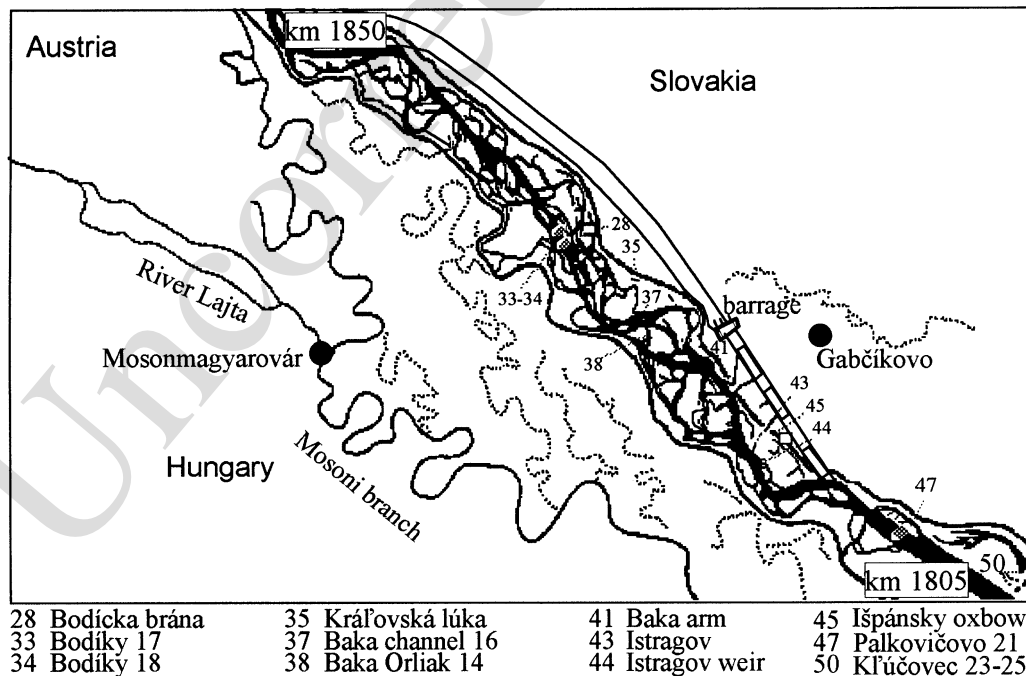 km 1850
Austria
Slovakia
28
35
33-34
37
barrage
River Lajta
41
Gabčíkovo
Mosonmagyarovár
38
43
45
44
Hungary
Mosoni branch
47
50
km 1805
28 Bodícka brána 35 Kráľovská lúka 41 Baka arm 45 Išpánsky oxbow
33 Bodíky 17 37 Baka channel 16 43 Istragov 47 Palkovičovo 21
34 Bodíky 18 38 Baka Orliak 14 44 Istragov weir 50 Kľúčovec 23-25
Uncorrec